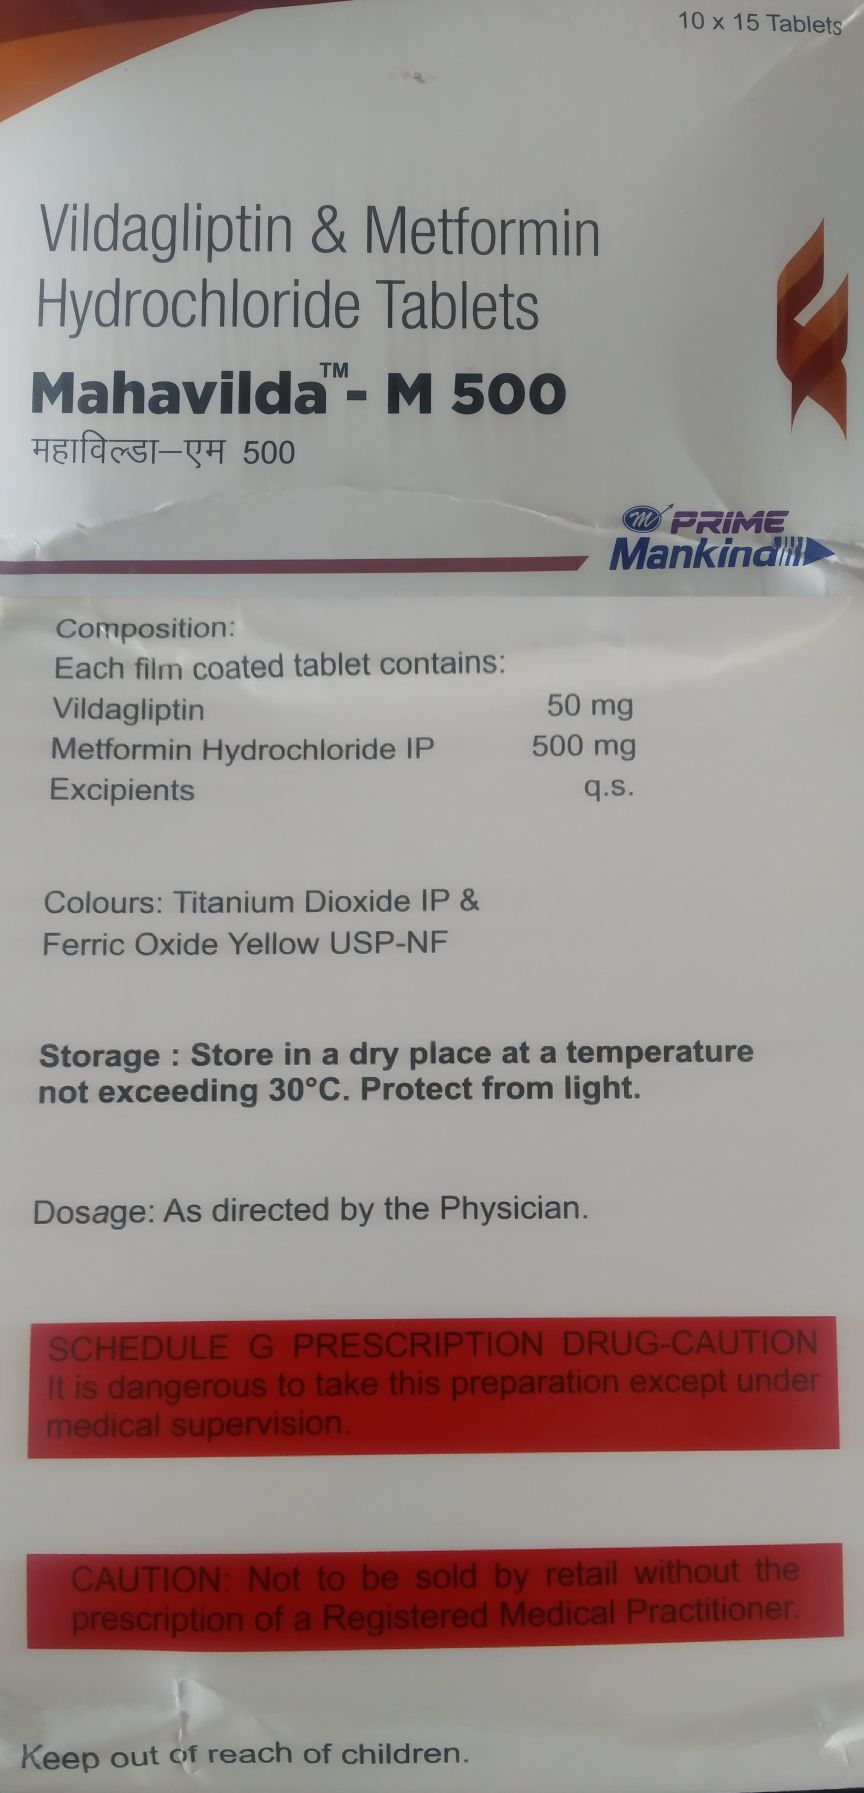 10 x 15 Tablets
Vildagliptin & Metformin
Hydrochloride Tablets
Mahavilda™- M 500
महाविल्डा–एम 500
m PRIME
Mankind
Composition:
Each film coated tablet contains:
Vildagliptin 50 mg
Metformin Hydrochloride IP 500 mg
Excipients q.s.
Colours: Titanium Dioxide IP &
Ferric Oxide Yellow USP-NF
Storage : Store in a dry place at a temperature
not exceeding 30°C. Protect from light.
Dosage: As directed by the Physician.
SCHEDULE G PRESCRIPTION DRUG-CAUTION
It is dangerous to take this preparation except under
medical supervision.
CAUTION: Not to be sold by retail without the
prescription of a Registered Medical Practitioner.
Keep out of reach of children.